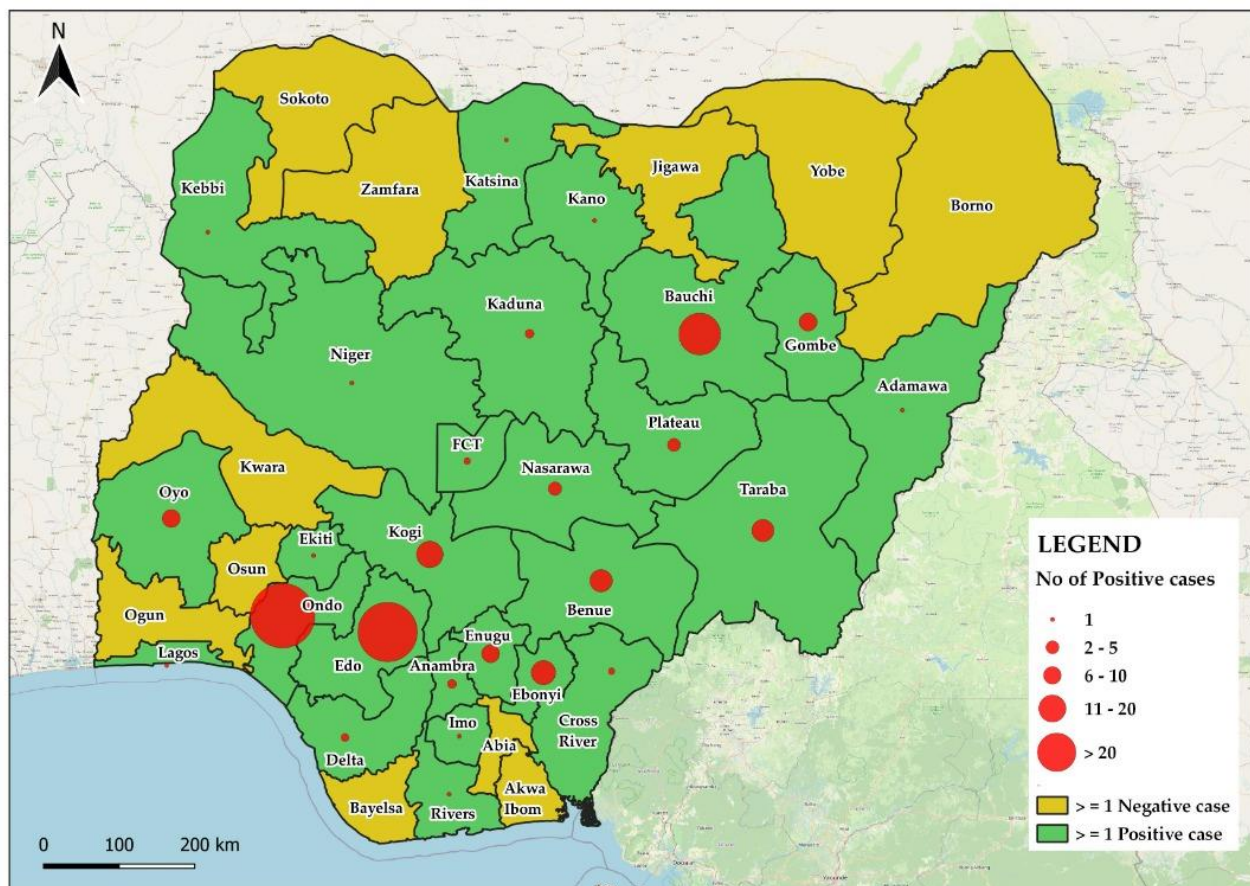 N
Sokoto
Kebbi
Zamfara
Katsina
Kano
Jigawa
Yobe
Borno
Kaduna
Bauchi
Gombe
Niger
Adamawa
FCT
Plateau
Nasarawa
Taraba
Kwara
Oyo
Ekiti
Kogi
Osun
Ogun
Ondo
Benue
Lagos
Edo
Enugu
Anambra
Ebonyi
Imo
Cross
River
Abia
Delta
Bayelsa
Rivers
Akwa
Ibom
0 100 200 km
LEGEND
No of Positive cases
1
2 - 5
6 - 10
11 - 20
> 20
> = 1 Negative case
> = 1 Positive case